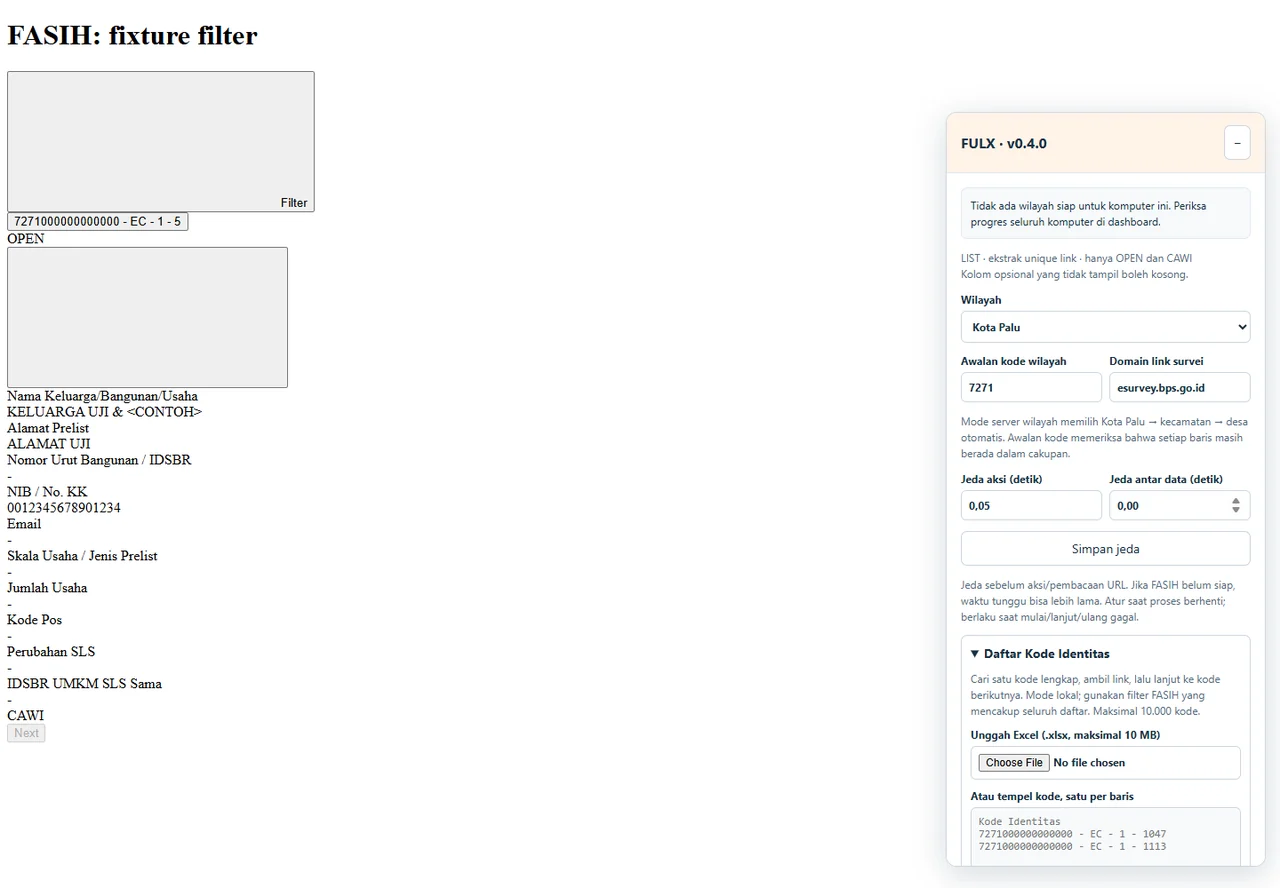 FASIH: fixture filter
Filter
7271000000000000 - EC - 1 - 5
OPEN
Nama Keluarga/Bangunan/Usaha
KELUARGA UJI & <CONTOH>
Alamat Prelist
ALAMAT UJI
Nomor Urut Bangunan / IDSBR
-
NIB / No. KK
0012345678901234
Email
-
Skala Usaha / Jenis Prelist
-
Jumlah Usaha
-
Kode Pos
-
Perubahan SLS
-
IDSBR UMKM SLS Sama
-
CAWI
Next
FULX · v0.4.0
−
Tidak ada wilayah siap untuk komputer ini. Periksa
progres seluruh komputer di dashboard.
LIST · ekstrak unique link · hanya OPEN dan CAWI
Kolom opsional yang tidak tampil boleh kosong.
Wilayah
Kota Palu
Awalan kode wilayah
Domain link survei
7271
esurvey.bps.go.id
Mode server wilayah memilih Kota Palu → kecamatan → desa
otomatis. Awalan kode memeriksa bahwa setiap baris masih
berada dalam cakupan.
Jeda aksi (detik)
Jeda antar data (detik)
0,05
0,00
Simpan jeda
Jeda sebelum aksi/pembacaan URL. Jika FASIH belum siap,
waktu tunggu bisa lebih lama. Atur saat proses berhenti;
berlaku saat mulai/lanjut/ulang gagal.
▼ Daftar Kode Identitas
Cari satu kode lengkap, ambil link, lalu lanjut ke kode
berikutnya. Mode lokal; gunakan filter FASIH yang
mencakup seluruh daftar. Maksimal 10.000 kode.
Unggah Excel (.xlsx, maksimal 10 MB)
Choose File No file chosen
Atau tempel kode, satu per baris
Kode Identitas
7271000000000000 - EC - 1 - 1047
7271000000000000 - EC - 1 - 1113